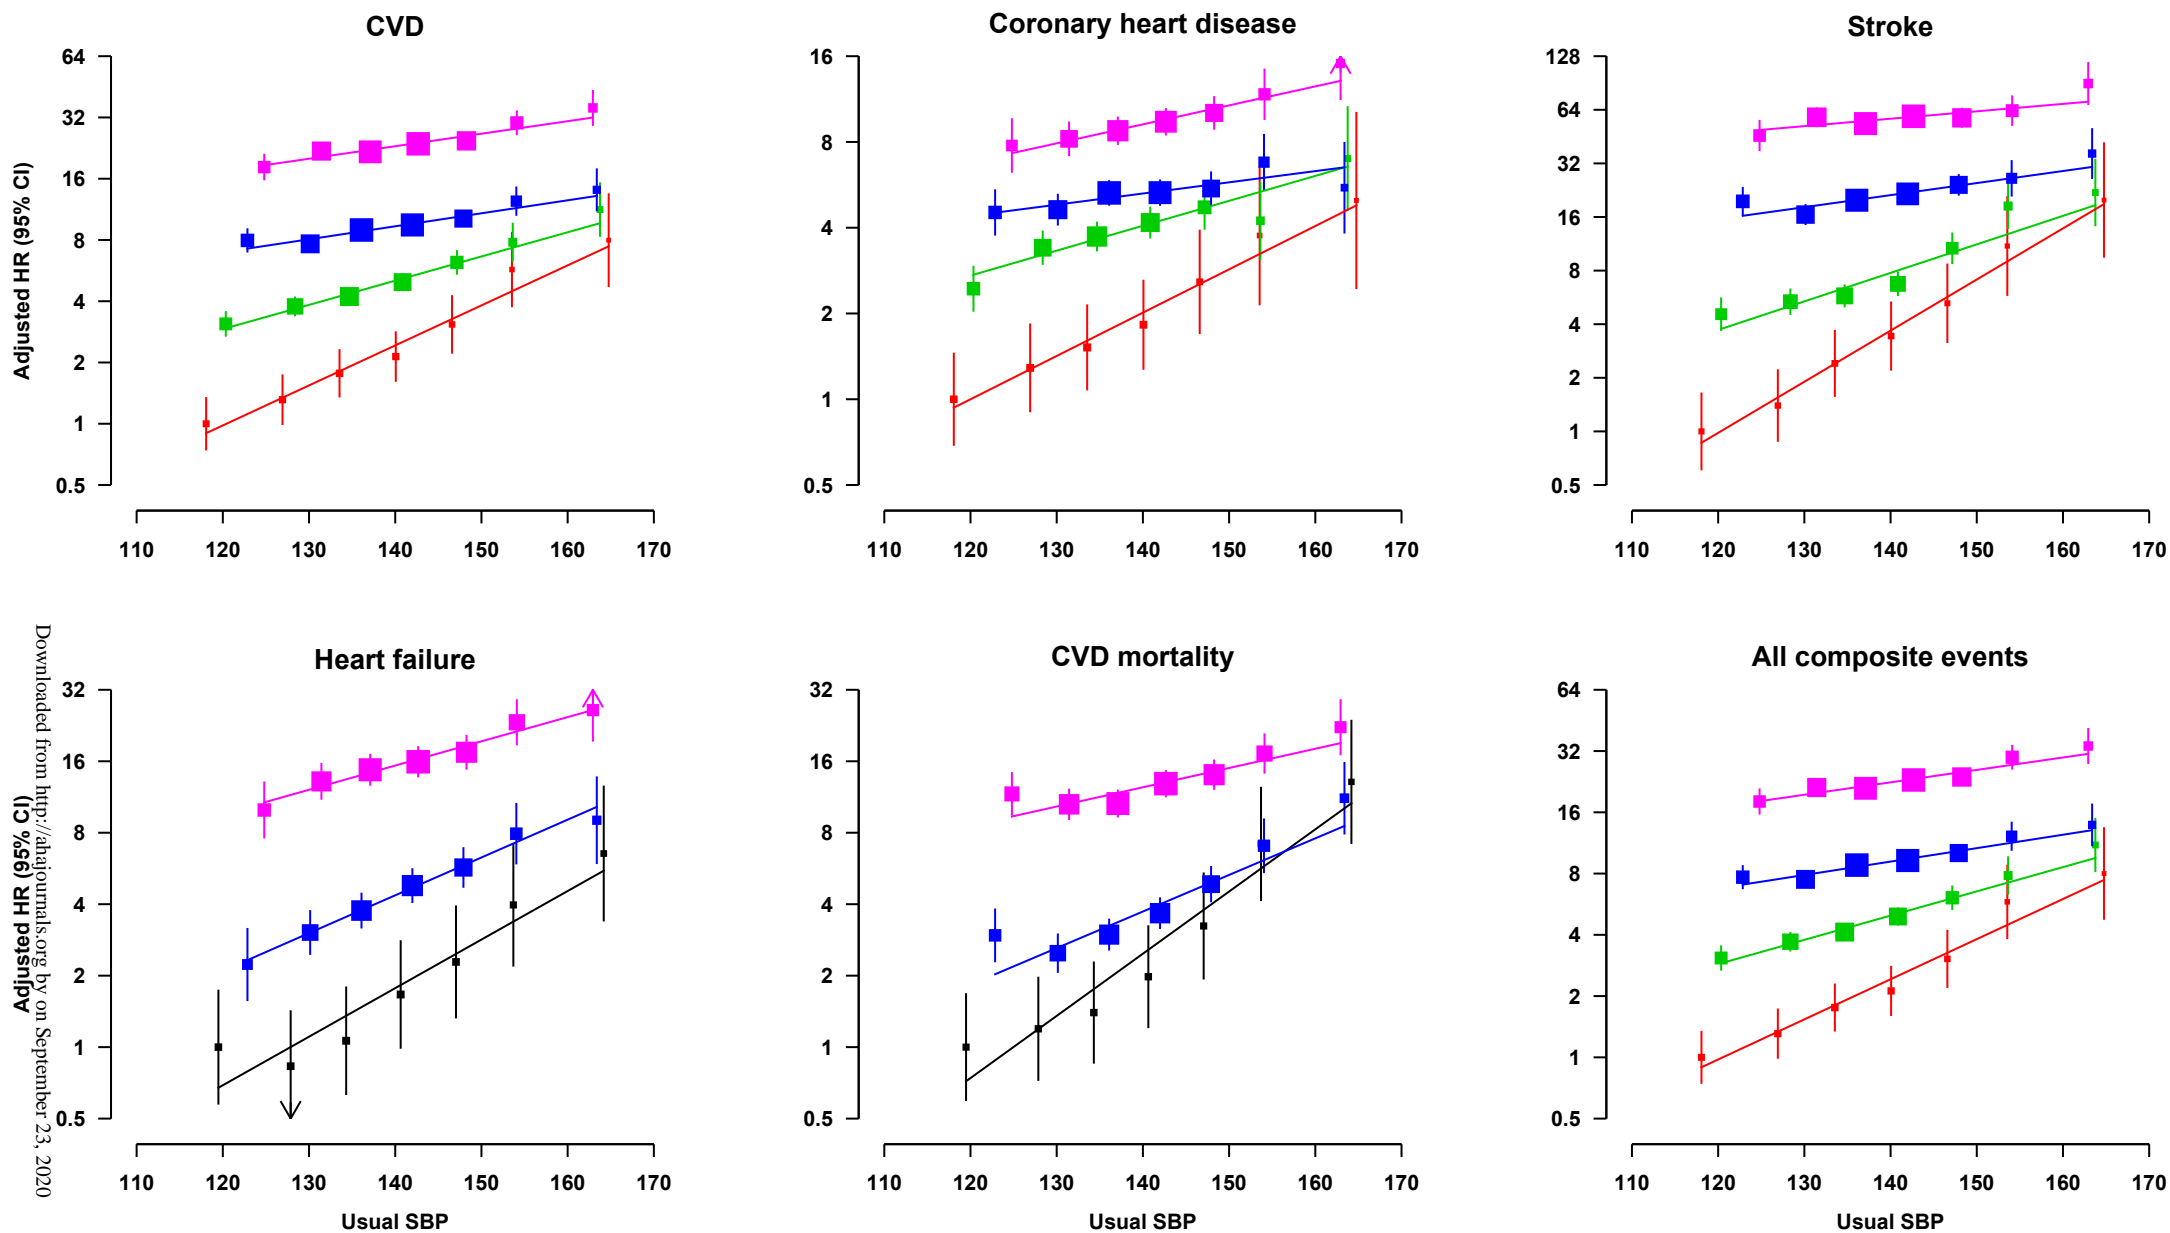 CVD
Coronary heart disease
Stroke
Adjusted HR (95% CI)
64
32
16
8
4
2
1
0.5
110 120 130 140 150 160 170
16
8
4
2
1
0.5
110 120 130 140 150 160 170
128
64
32
16
8
4
2
1
0.5
110 120 130 140 150 160 170
Heart failure
CVD mortality
All composite events
Adjusted HR (95% CI)
32
16
8
4
2
1
0.5
110 120 130 140 150 160 170
Usual SBP
32
16
8
4
2
1
0.5
110 120 130 140 150 160 170
Usual SBP
64
32
16
8
4
2
1
0.5
110 120 130 140 150 160 170
Usual SBP
Downloaded from http://ahajournals.org by on September 23, 2020